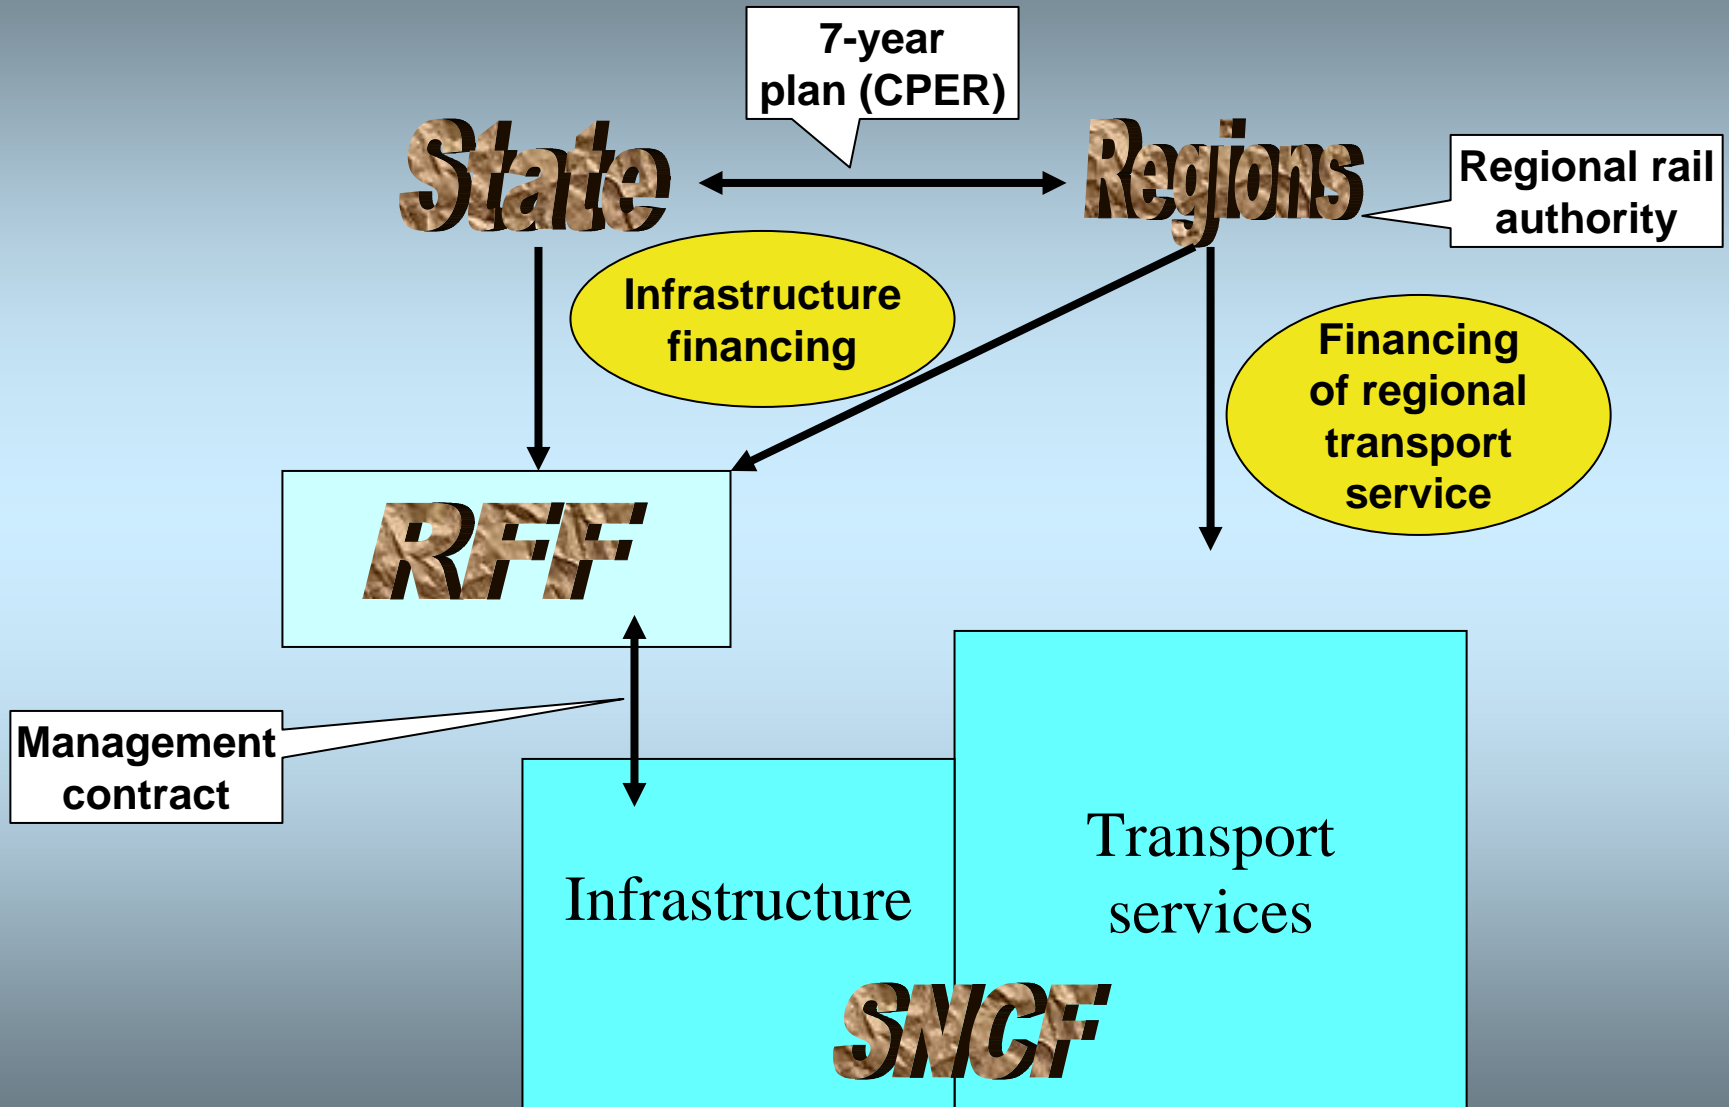 7-year
plan (CPER)
State
Regions
Regional rail
authority
Infrastructure
financing
Financing
of regional
transport
service
RFF
Management
contract
Infrastructure
Transport
services
SNCF